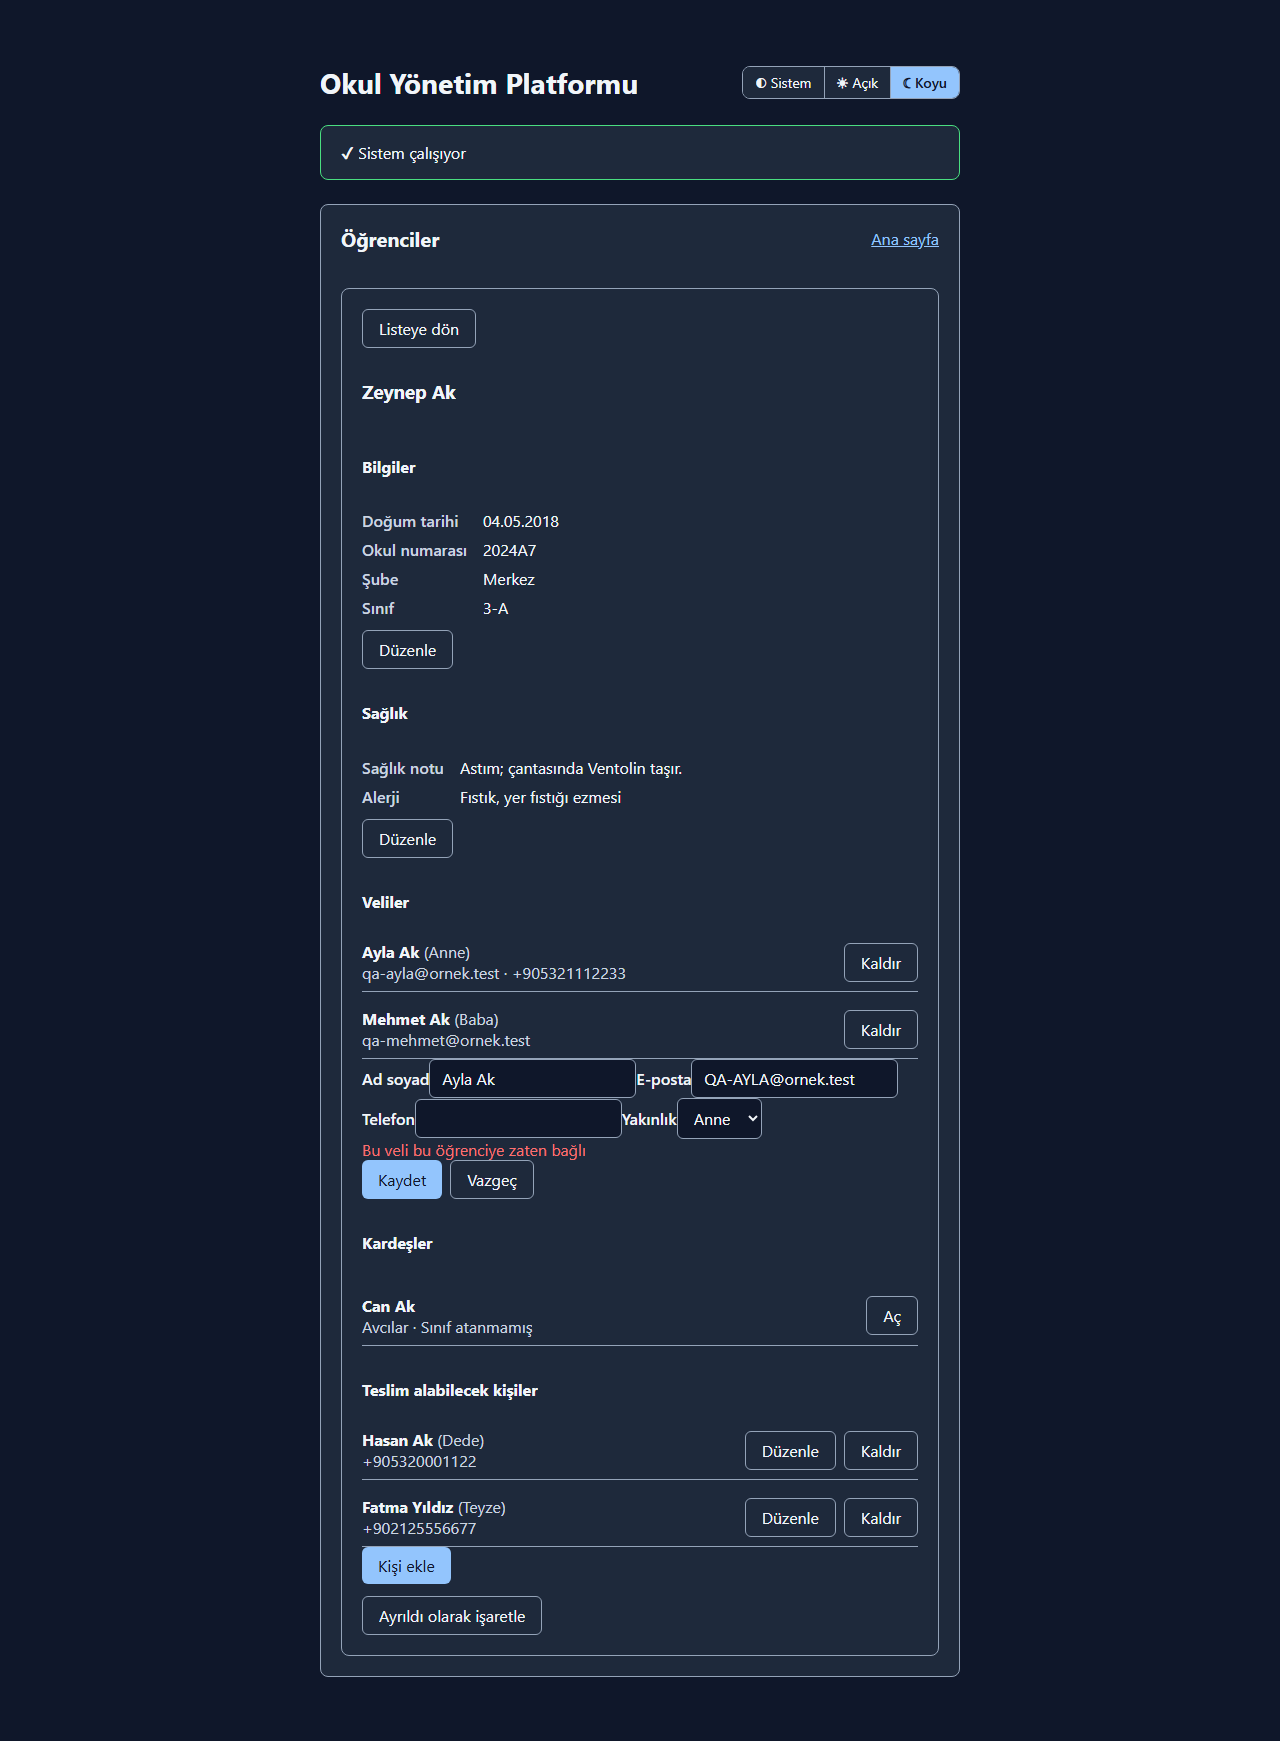 Okul Yönetim Platformu
Sistem
Açık
Koyu
✓ Sistem çalışıyor
Öğrenciler
Ana sayfa
Listeye dön
Zeynep Ak
Bilgiler
Doğum tarihi 04.05.2018
Okul numarası 2024A7
Şube Merkez
Sınıf 3-A
Düzenle
Sağlık
Sağlık notu Astım; çantasında Ventolin taşır.
Alerji Fıstık, yer fıstığı ezmesi
Düzenle
Veliler
Ayla Ak (Anne)
qa-ayla@ornek.test · +905321112233
Kaldır
Mehmet Ak (Baba)
qa-mehmet@ornek.test
Kaldır
Ad soyad Ayla Ak E-posta QA-AYLA@ornek.test
Telefon Yakınlık Anne
Bu veli bu öğrenciye zaten bağlı
Kaydet Vazgeç
Kardeşler
Can Ak
Avcılar · Sınıf atanmamış
Aç
Teslim alabilecek kişiler
Hasan Ak (Dede)
+905320001122
Düzenle Kaldır
Fatma Yıldız (Teyze)
+902125556677
Düzenle Kaldır
Kişi ekle
Ayrıldı olarak işaretle